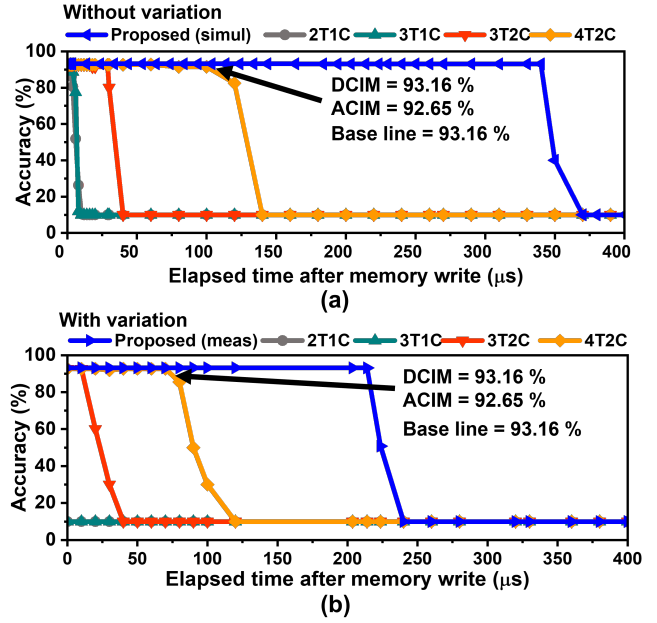 (a)
Without variation
Proposed (simul) 2T1C 3T1C 3T2C 4T2C
100
80
60
40
20
0
Accuracy (%)
DCIM = 93.16 %
ACIM = 92.65 %
Base line = 93.16 %
0 50 100 150 200 250 300 350 400
Elapsed time after memory write (μs)
(a)
With variation
Proposed (meas) 2T1C 3T1C 3T2C 4T2C
100
80
60
40
20
0
Accuracy (%)
DCIM = 93.16 %
ACIM = 92.65 %
Base line = 93.16 %
0 50 100 150 200 250 300 350 400
Elapsed time after memory write (μs)
(b)